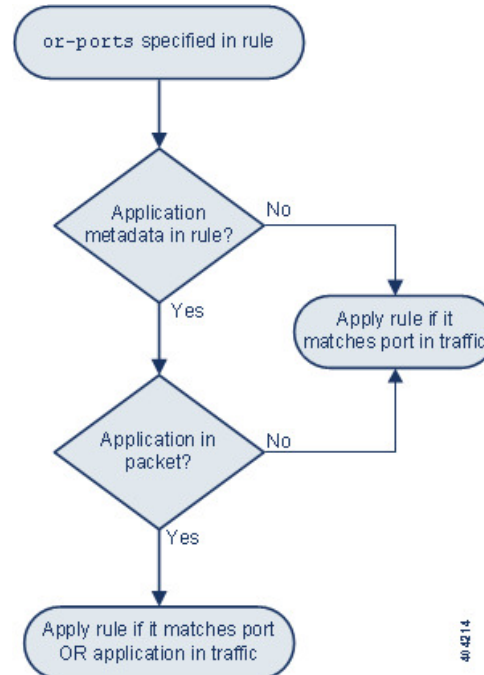 or-ports specified in rule
Application
metadata in rule?
No
Yes
Apply rule if it
matches port in traffic
Application in
packet?
No
Yes
Apply rule if it matches port
OR application in traffic
404214